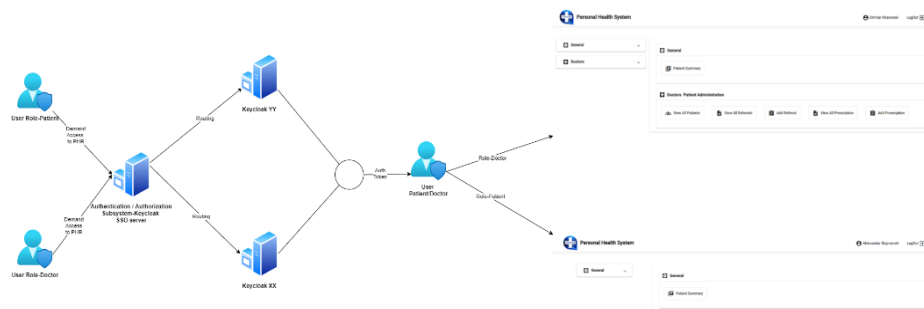 User Role-Patient
Demand
Access
to PHR
User Role-Doctor
Demand
Access
to PHR
Authentication / Authorization
Subsystem-Keycloak
SSO server
Routing
Routing
Keycloak YY
Keycloak XX
Auth
Token
User
Patient/Doctor
Role-Doctor
Role-Patient
Personal Health System
LogOut
General
Doctors
General
Patient Summary
Doctors Patient Administration
View All Patients
View All Referrals
Add Referral
View All Prescription
Add Prescription
Personal Health System
LogOut
General
General
Patient Summary